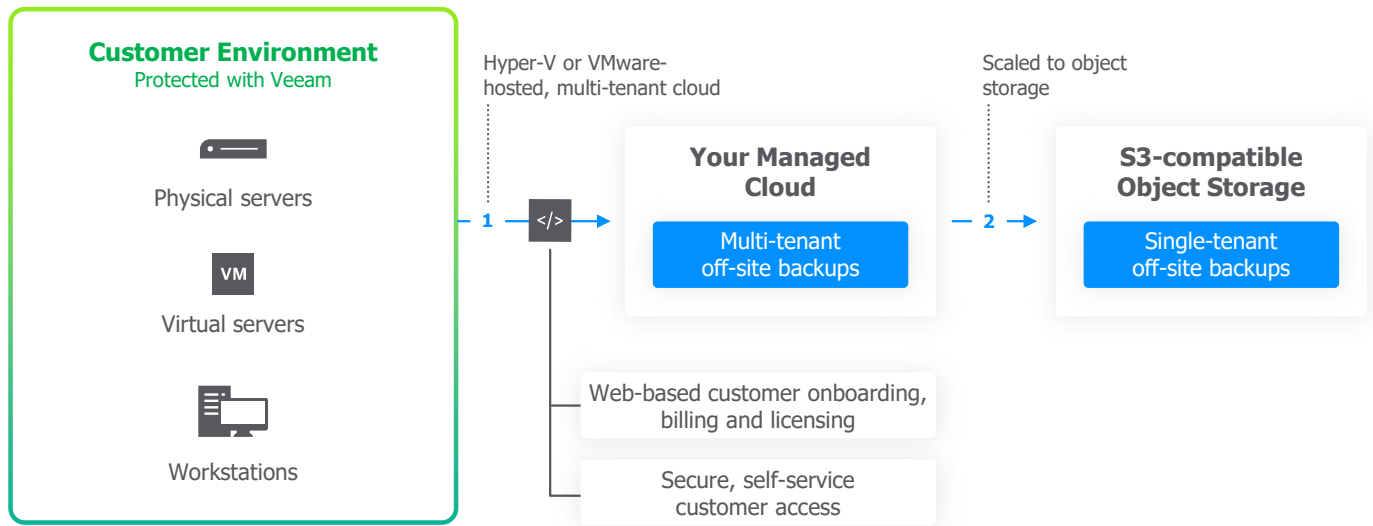 Customer Environment
Protected with Veeam
Physical servers
VM
Virtual servers
Workstations
Hyper-V or VMware-
hosted, multi-tenant cloud
1
</>
Your Managed
Cloud
Multi-tenant
off-site backups
Web-based customer onboarding,
billing and licensing
Secure, self-service
customer access
Scaled to object
storage
2
S3-compatible
Object Storage
Single-tenant
off-site backups